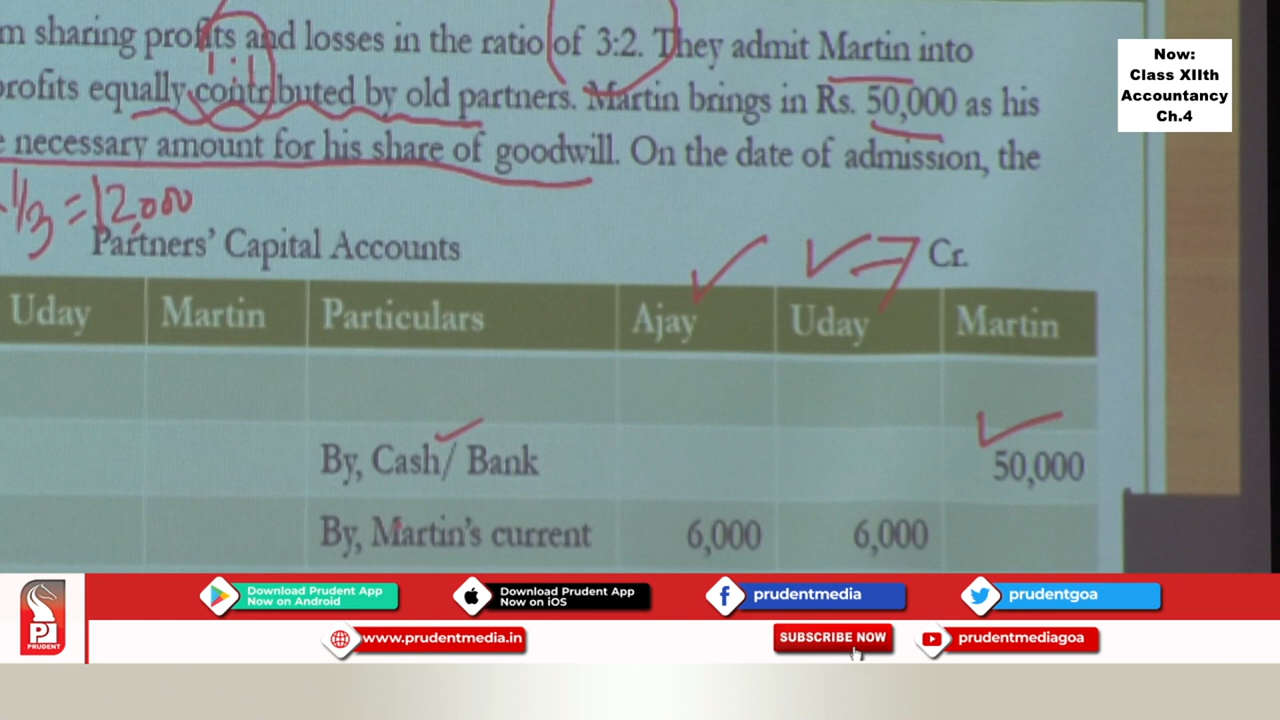 m sharing profits and losses in the ratio of 3:2. They admit Martin into
profits equally contributed by old partners. Martin brings in Rs. 50,000 as his
necessary amount for his share of goodwill. On the date of admission, the
1/3 = 12,000
1:1
Partners' Capital Accounts
Cr.
Uday Martin Particulars Ajay Uday Martin
By, Cash/ Bank 50,000
By, Martin's current 6,000 6,000
Now:
Class XIIth
Accountancy
Ch.4
PRUDENT
Download Prudent App
Now on Android
Download Prudent App
Now on iOS
prudentmedia
prudentgoa
www.prudentmedia.in
SUBSCRIBE NOW
prudentmediagoa